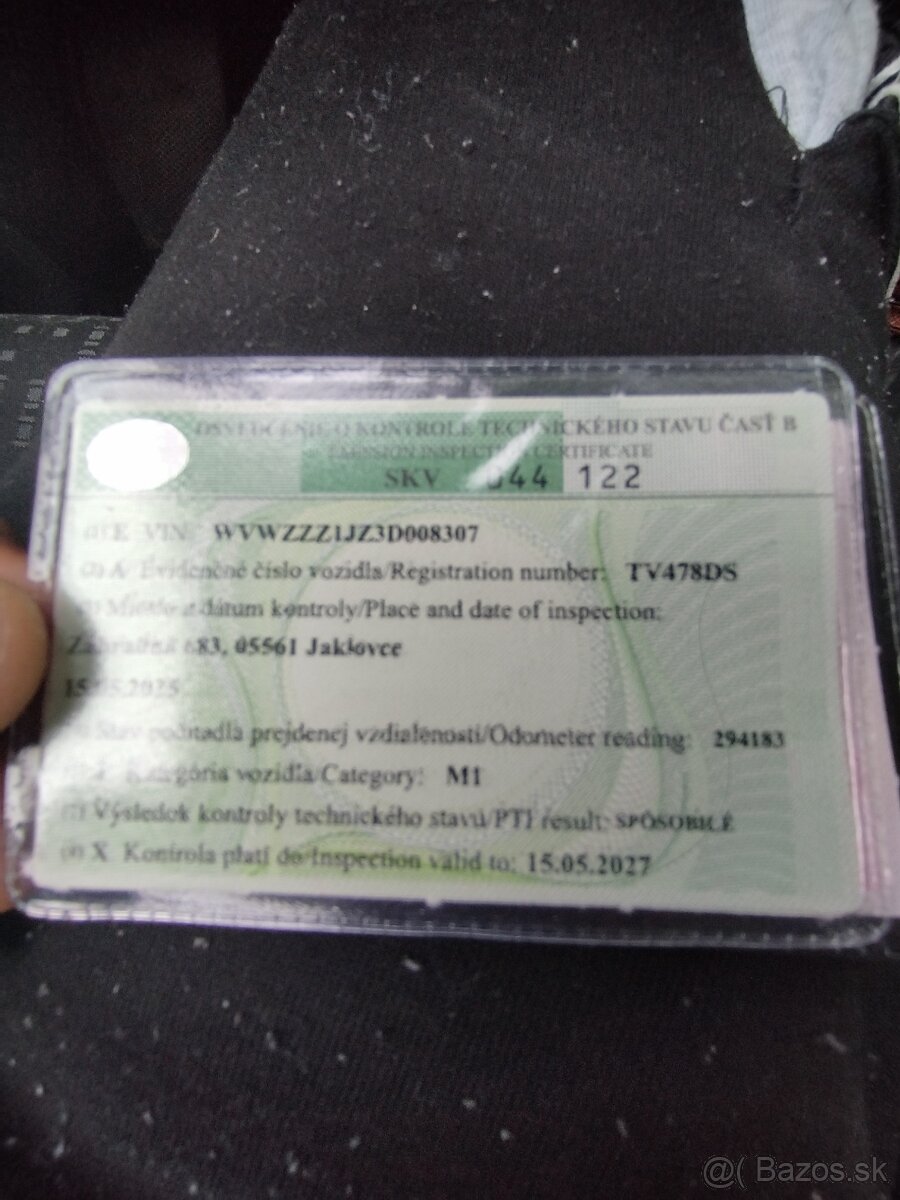 OSVEDČENIE O KONTROLE TECHNICKÉHO STAVU ČASŤ B
EMISSION INSPECTION CERTIFICATE
SKV 044 122
VIN: WVWZZZ1JZ3D008307
A Evidenčné číslo vozidla/Registration number: TV478DS
Miesto a dátum kontroly/Place and date of inspection:
683, 05561 Jaklovce
15.05.2025
Stav počítadla prejdenej vzdialenosti/Odometer reading: 294183
Kategória vozidla/Category: M1
Výsledok kontroly technického stavu/PTI result: SPÔSOBILÉ
X Kontrola platí do/Inspection valid to: 15.05.2027
@( Bazos.sk